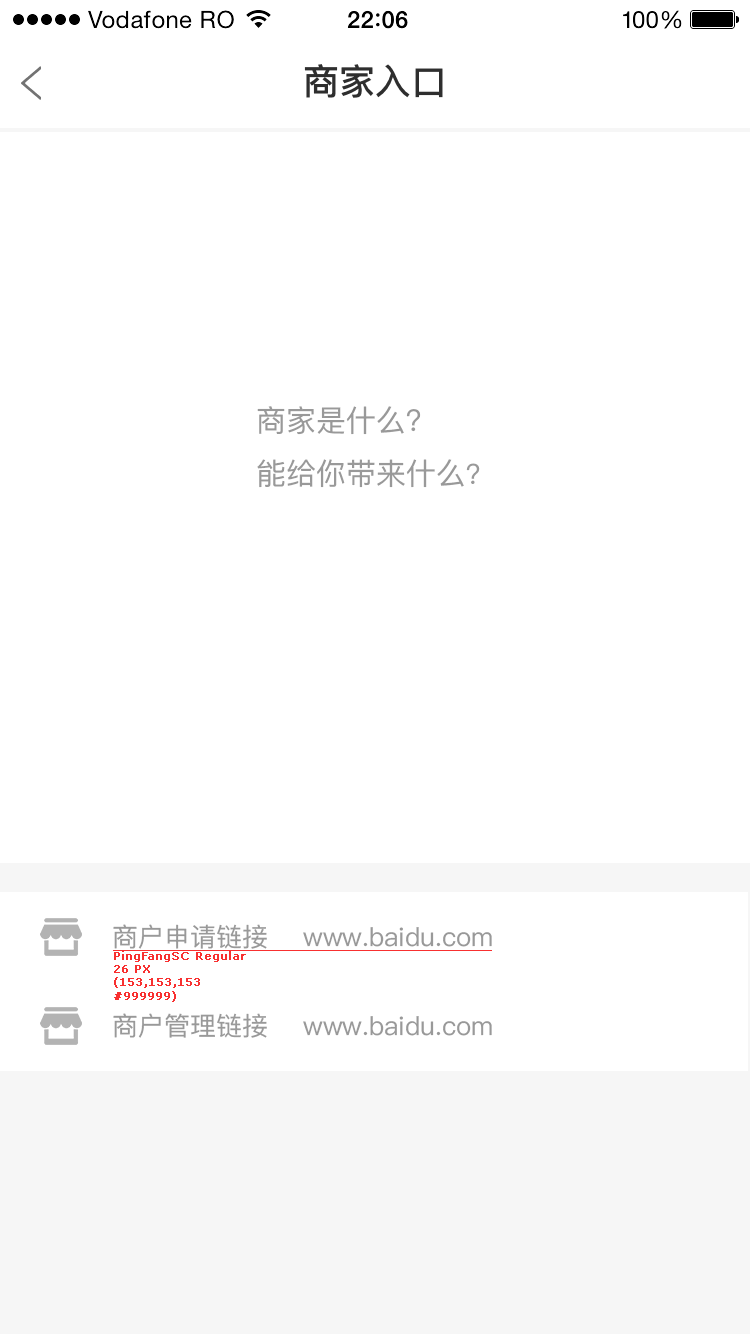 Vodafone RO 22:06 100%
商家入口
商家是什么?
能给你带来什么?
商户申请链接 www.baidu.com
PingFangSC Regular
26 PX
(153,153,153
#999999)
商户管理链接 www.baidu.com